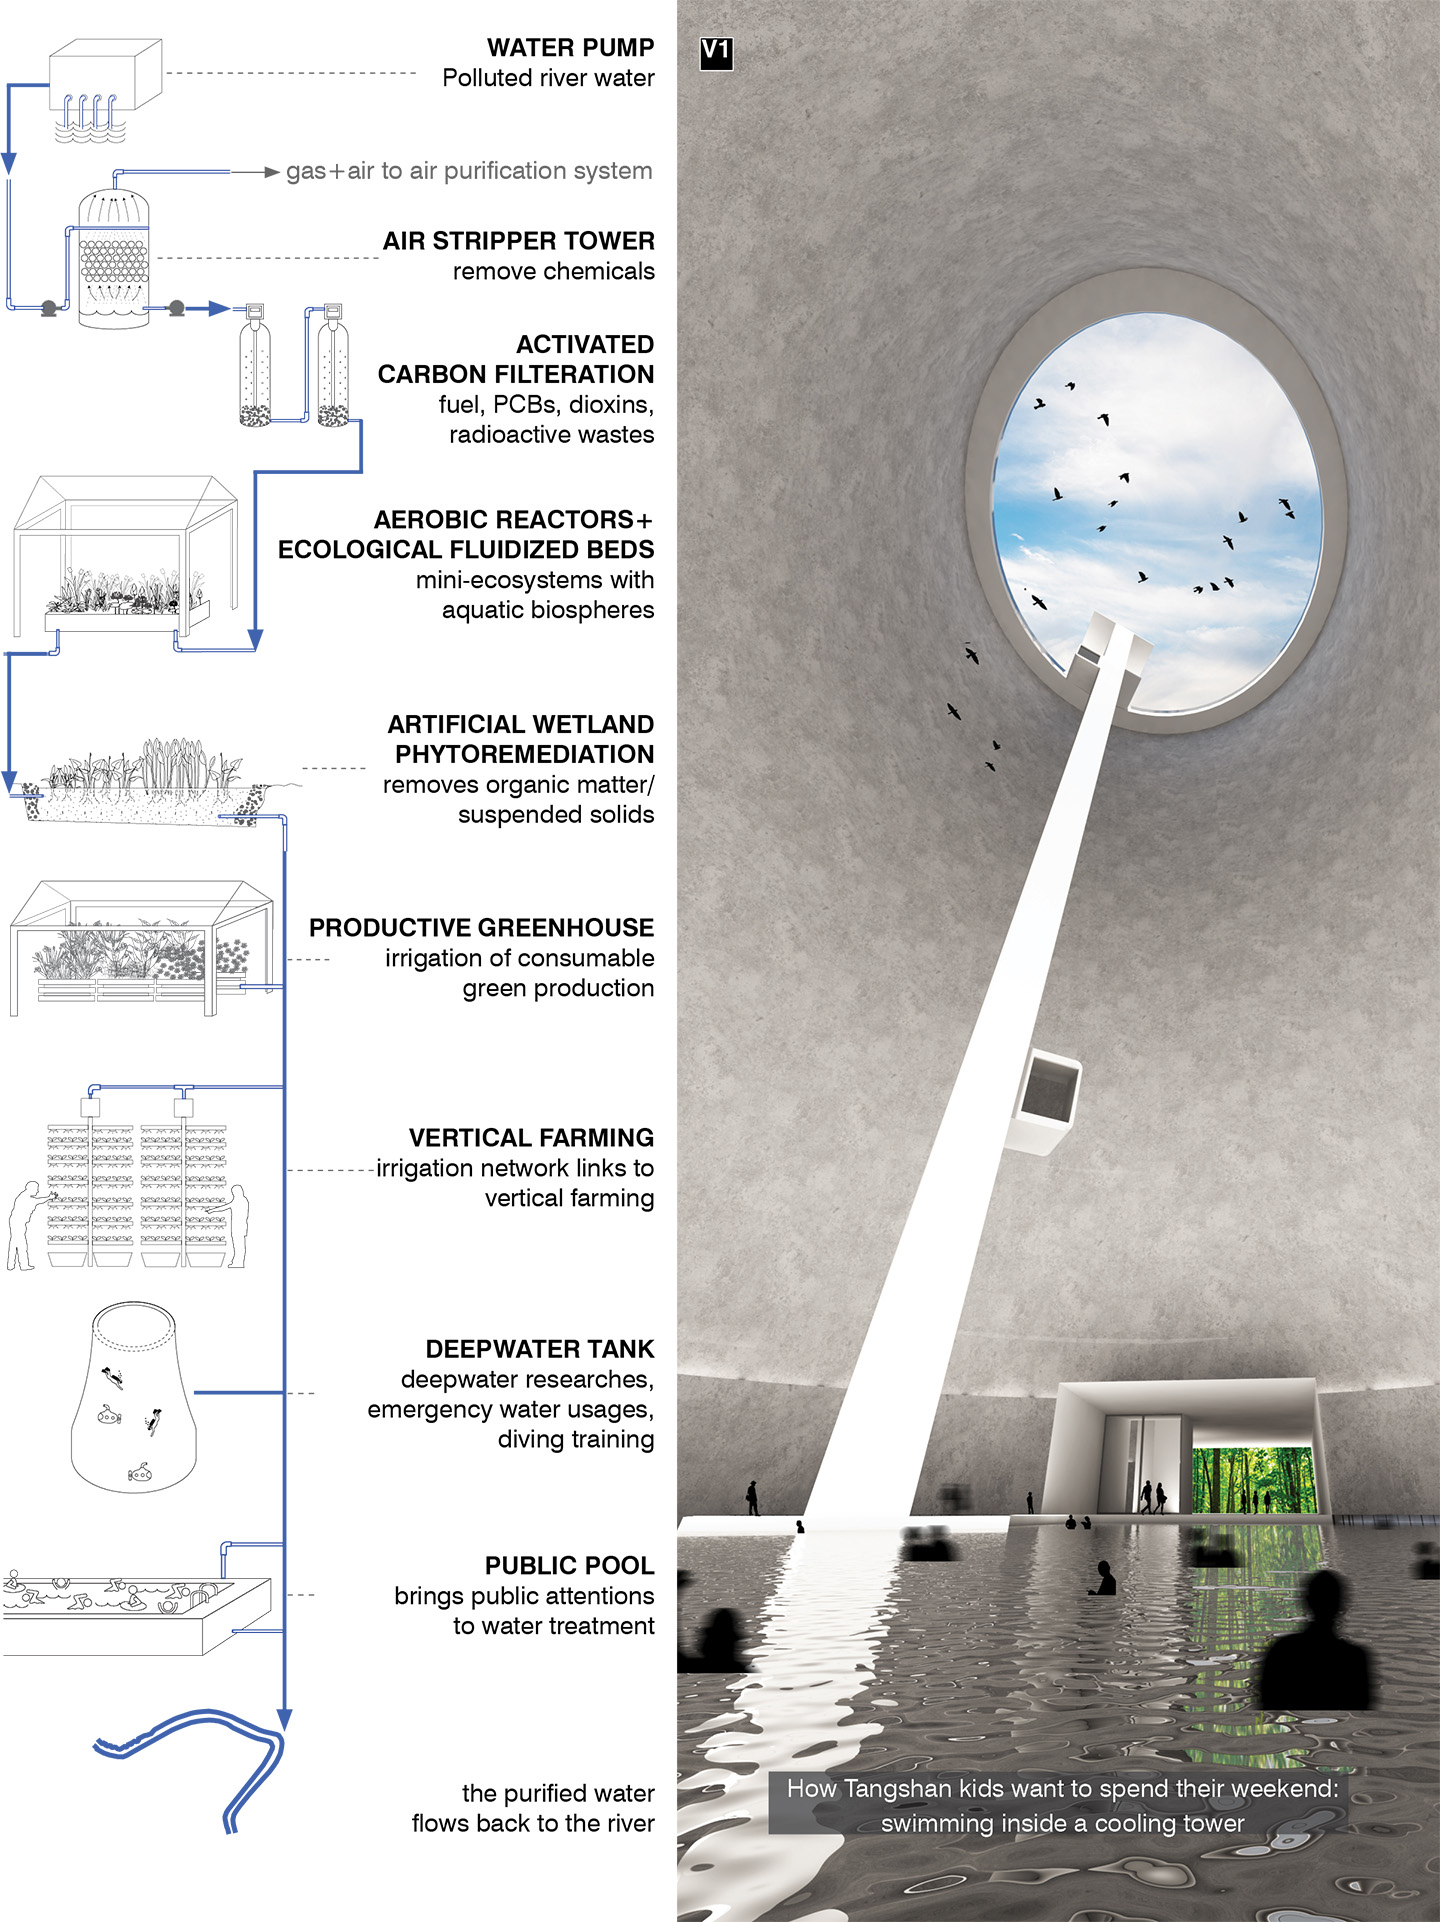 WATER PUMP
Polluted river water
gas+air to air purification system
AIR STRIPPER TOWER
remove chemicals
ACTIVATED
CARBON FILTERATION
fuel, PCBs, dioxins,
radioactive wastes
AEROBIC REACTORS+
ECOLOGICAL FLUIDIZED BEDS
mini-ecosystems with
aquatic biospheres
ARTIFICIAL WETLAND
PHYTOREMEDIATION
removes organic matter/
suspended solids
PRODUCTIVE GREENHOUSE
irrigation of consumable
green production
VERTICAL FARMING
irrigation network links to
vertical farming
DEEPWATER TANK
deepwater researches,
emergency water usages,
diving training
PUBLIC POOL
brings public attentions
to water treatment
the purified water
flows back to the river
V1
How Tangshan kids want to spend their weekend:
swimming inside a cooling tower